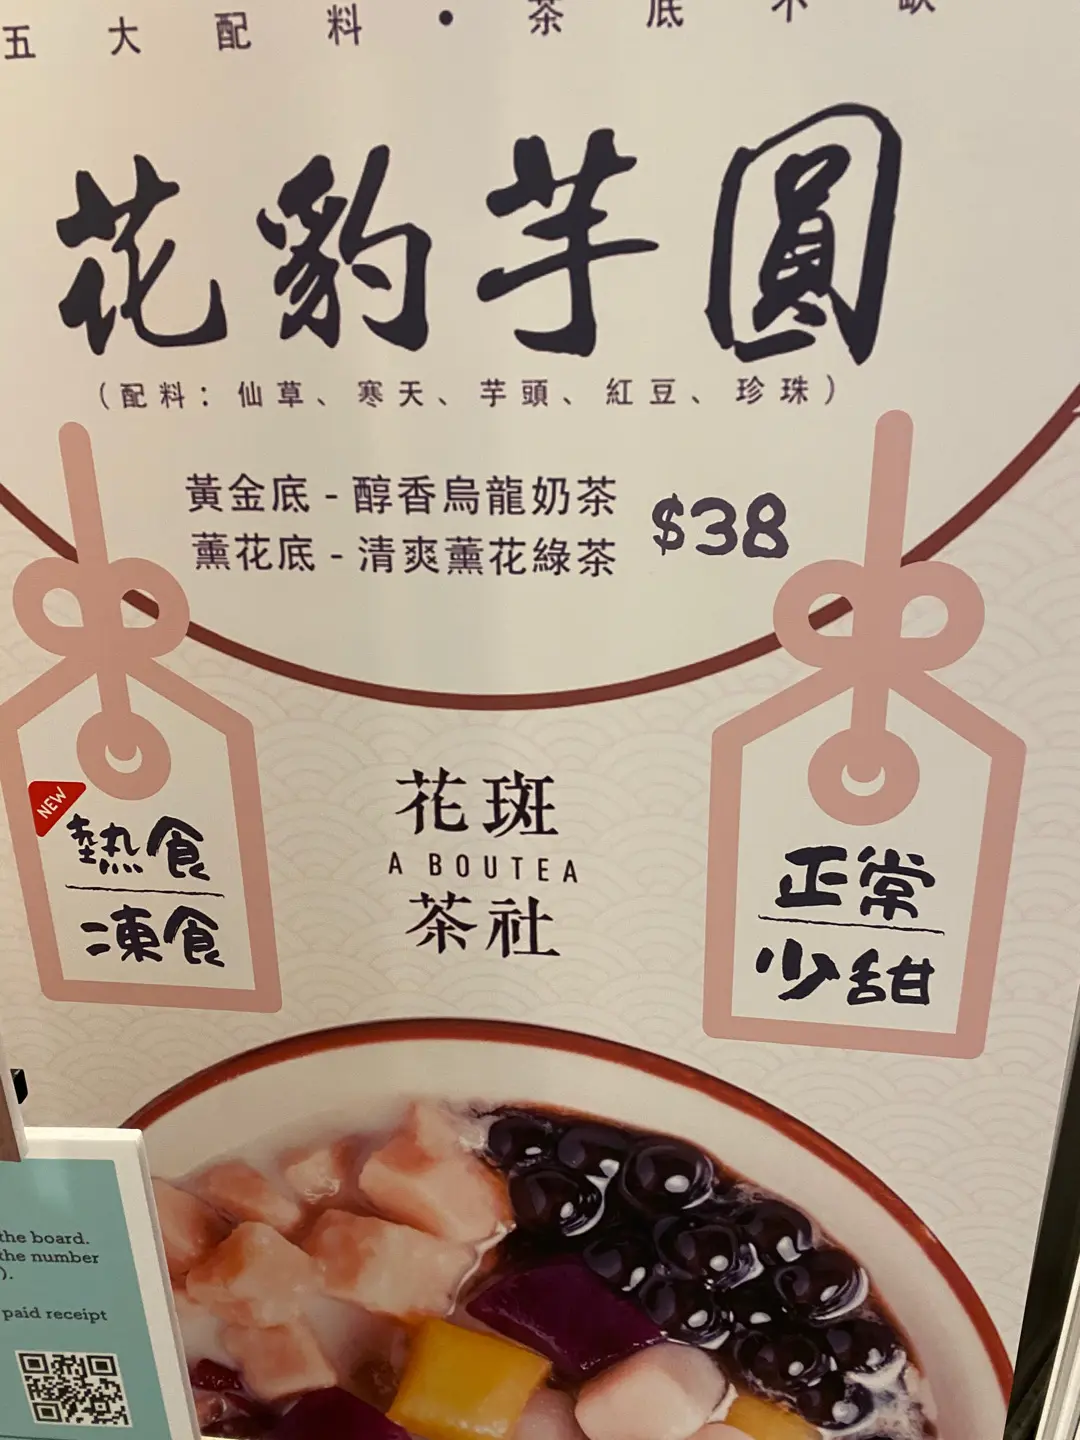 五大配料·茶底不缺
花豹芋圓
（配料：仙草、寒天、芋頭、紅豆、珍珠）
黃金底 - 醇香烏龍奶茶
薰花底 - 清爽薰花綠茶
$38
NEW
熱食
凍食
花斑
A BOUTEA
茶社
正常
少甜
the board.
the number
).
paid receipt